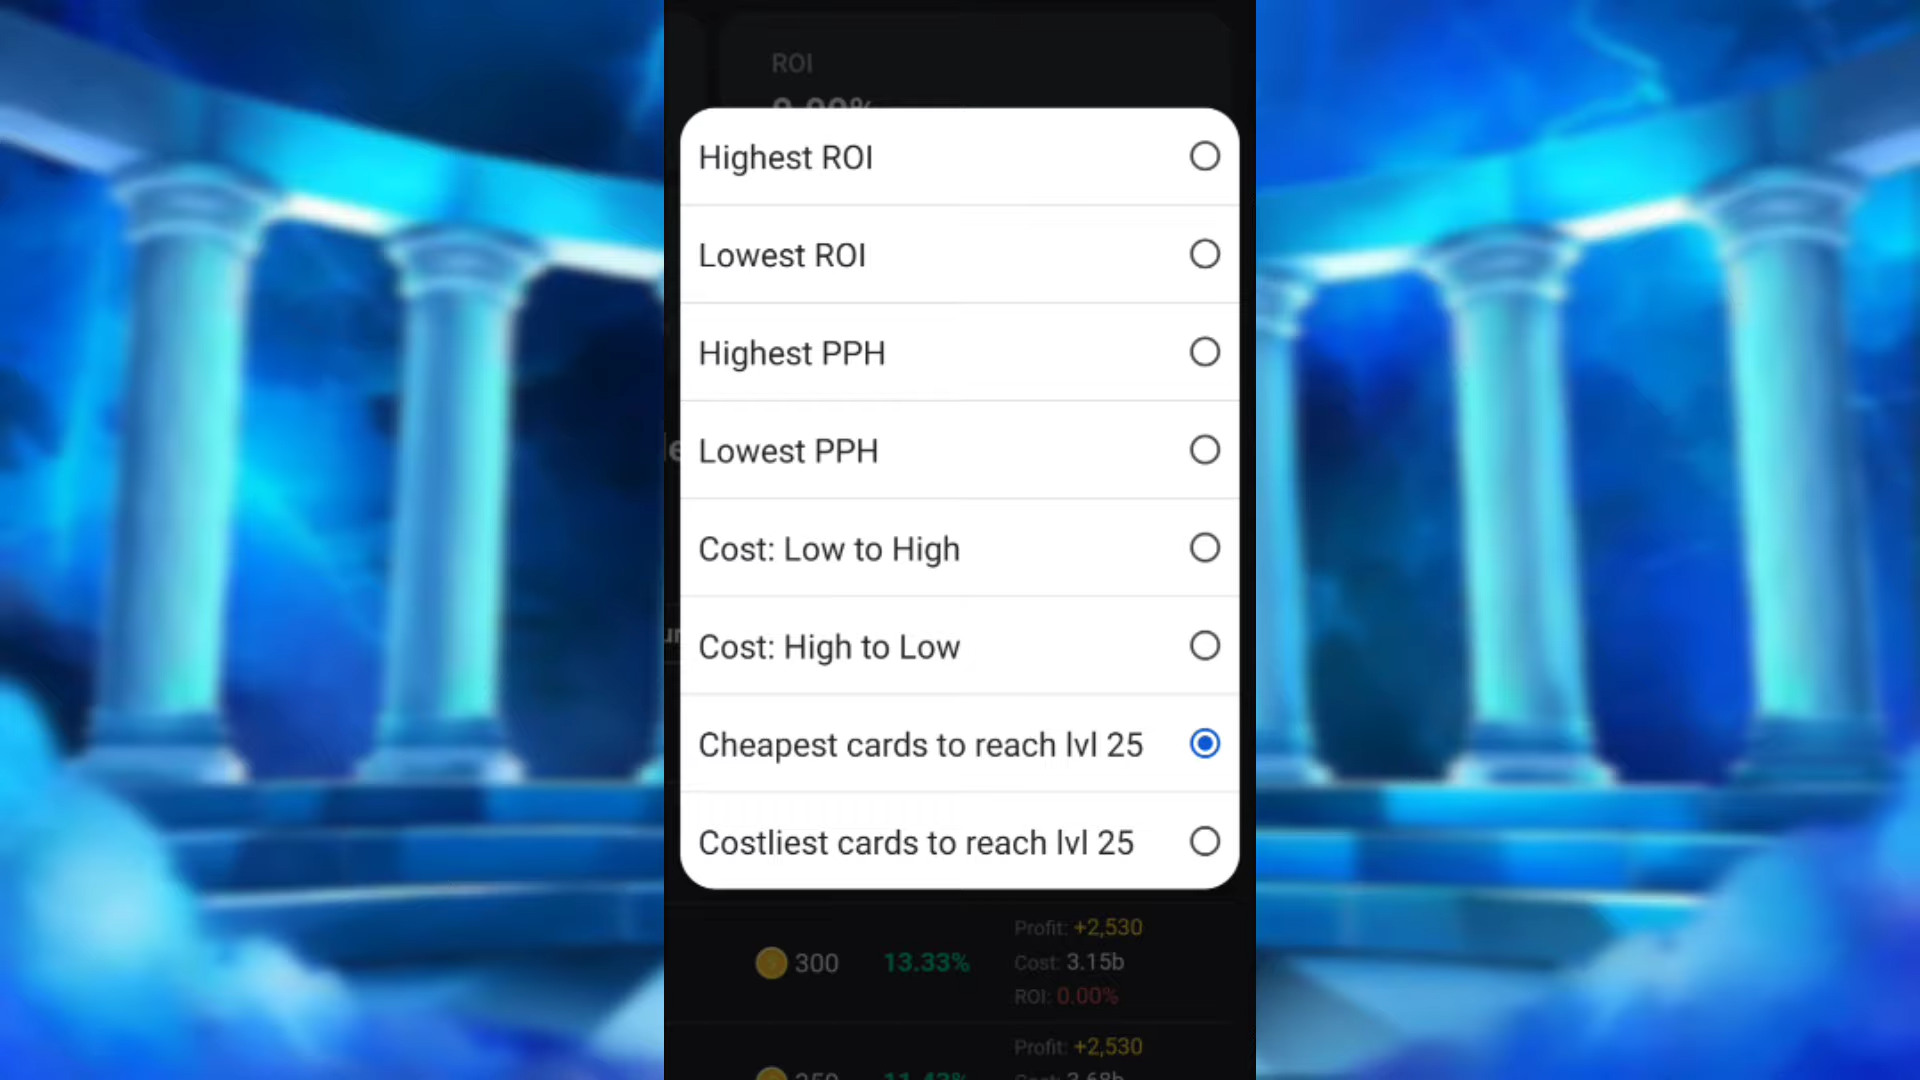 ROI
Highest ROI
Lowest ROI
Highest PPH
Lowest PPH
Cost: Low to High
Cost: High to Low
Cheapest cards to reach lvl 25
Costliest cards to reach lvl 25
Profit: +2,530
300 13.33% Cost: 3.15b
ROI: 0.00%
Profit: +2,530